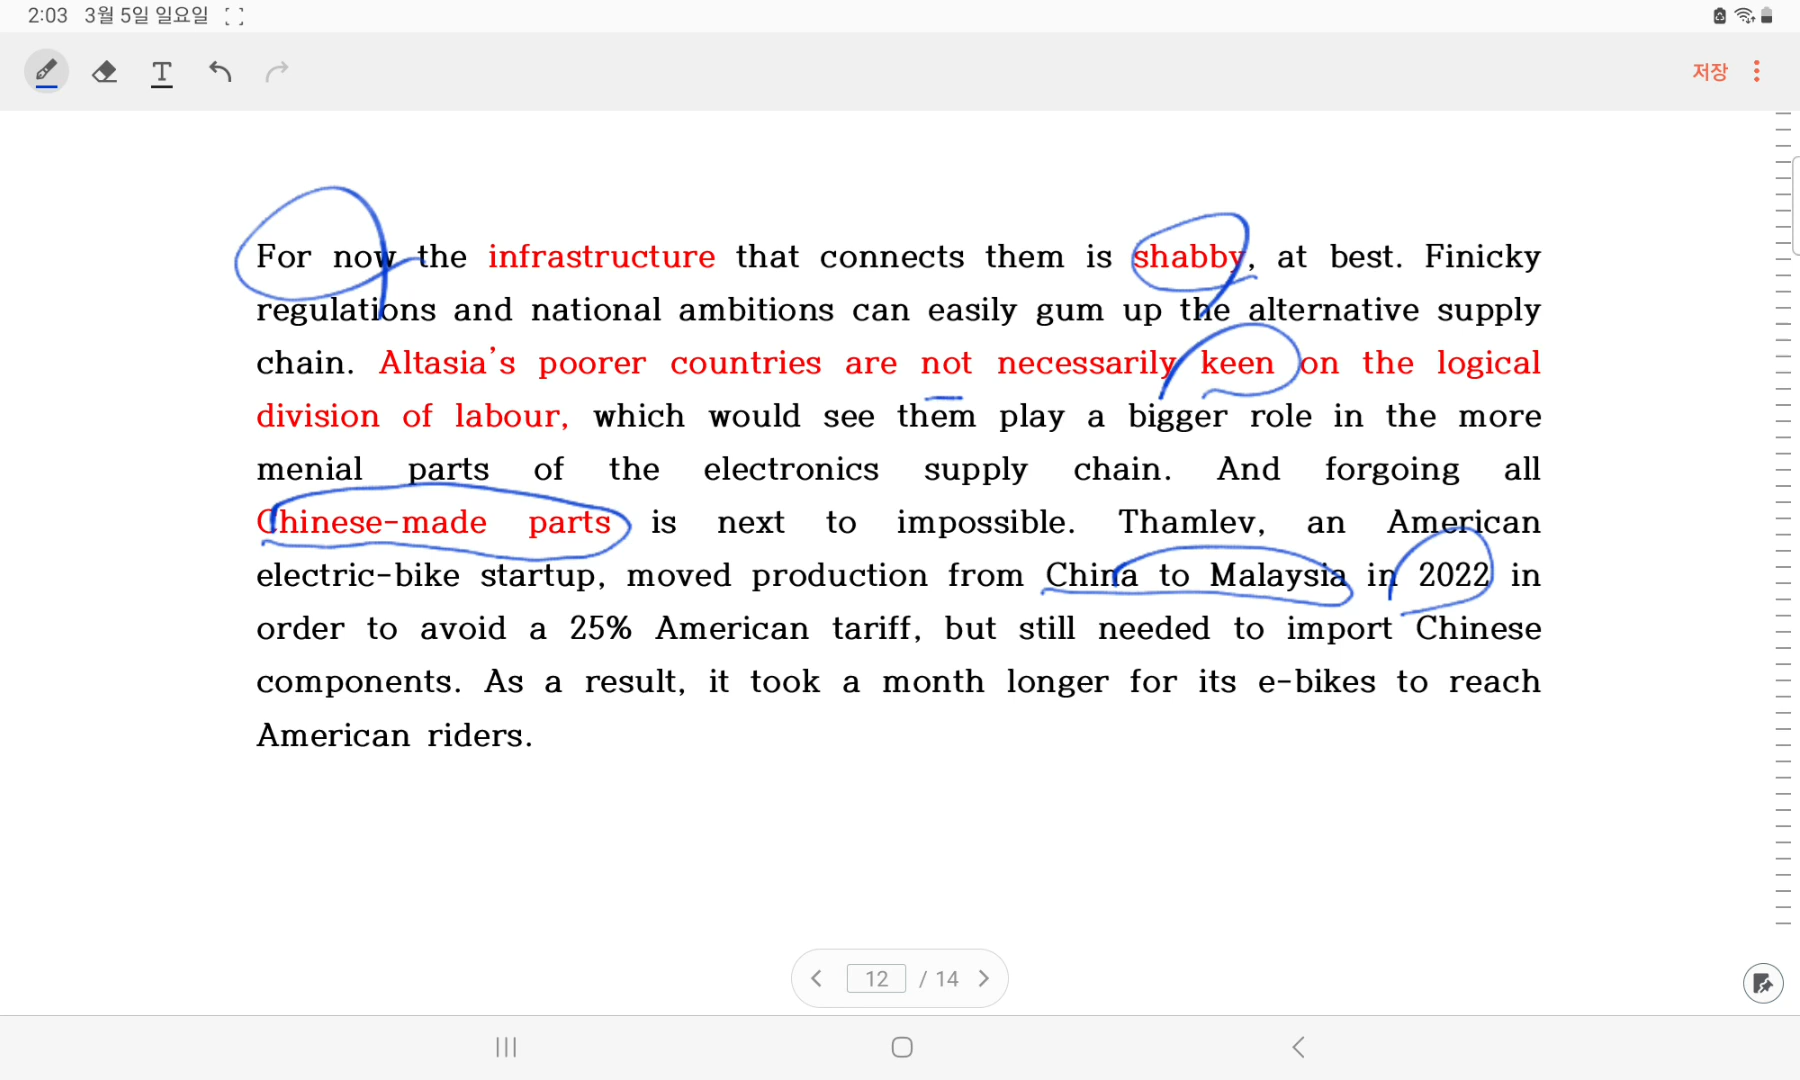 2:03 3월 5일 일요일
T
저장
For now the infrastructure that connects them is shabby, at best. Finicky
regulations and national ambitions can easily gum up the alternative supply
chain. Altasia's poorer countries are not necessarily keen on the logical
division of labour, which would see them play a bigger role in the more
menial parts of the electronics supply chain. And forgoing all
Chinese-made parts is next to impossible. Thamlev, an American
electric-bike startup, moved production from China to Malaysia in 2022 in
order to avoid a 25% American tariff, but still needed to import Chinese
components. As a result, it took a month longer for its e-bikes to reach
American riders.
12 / 14